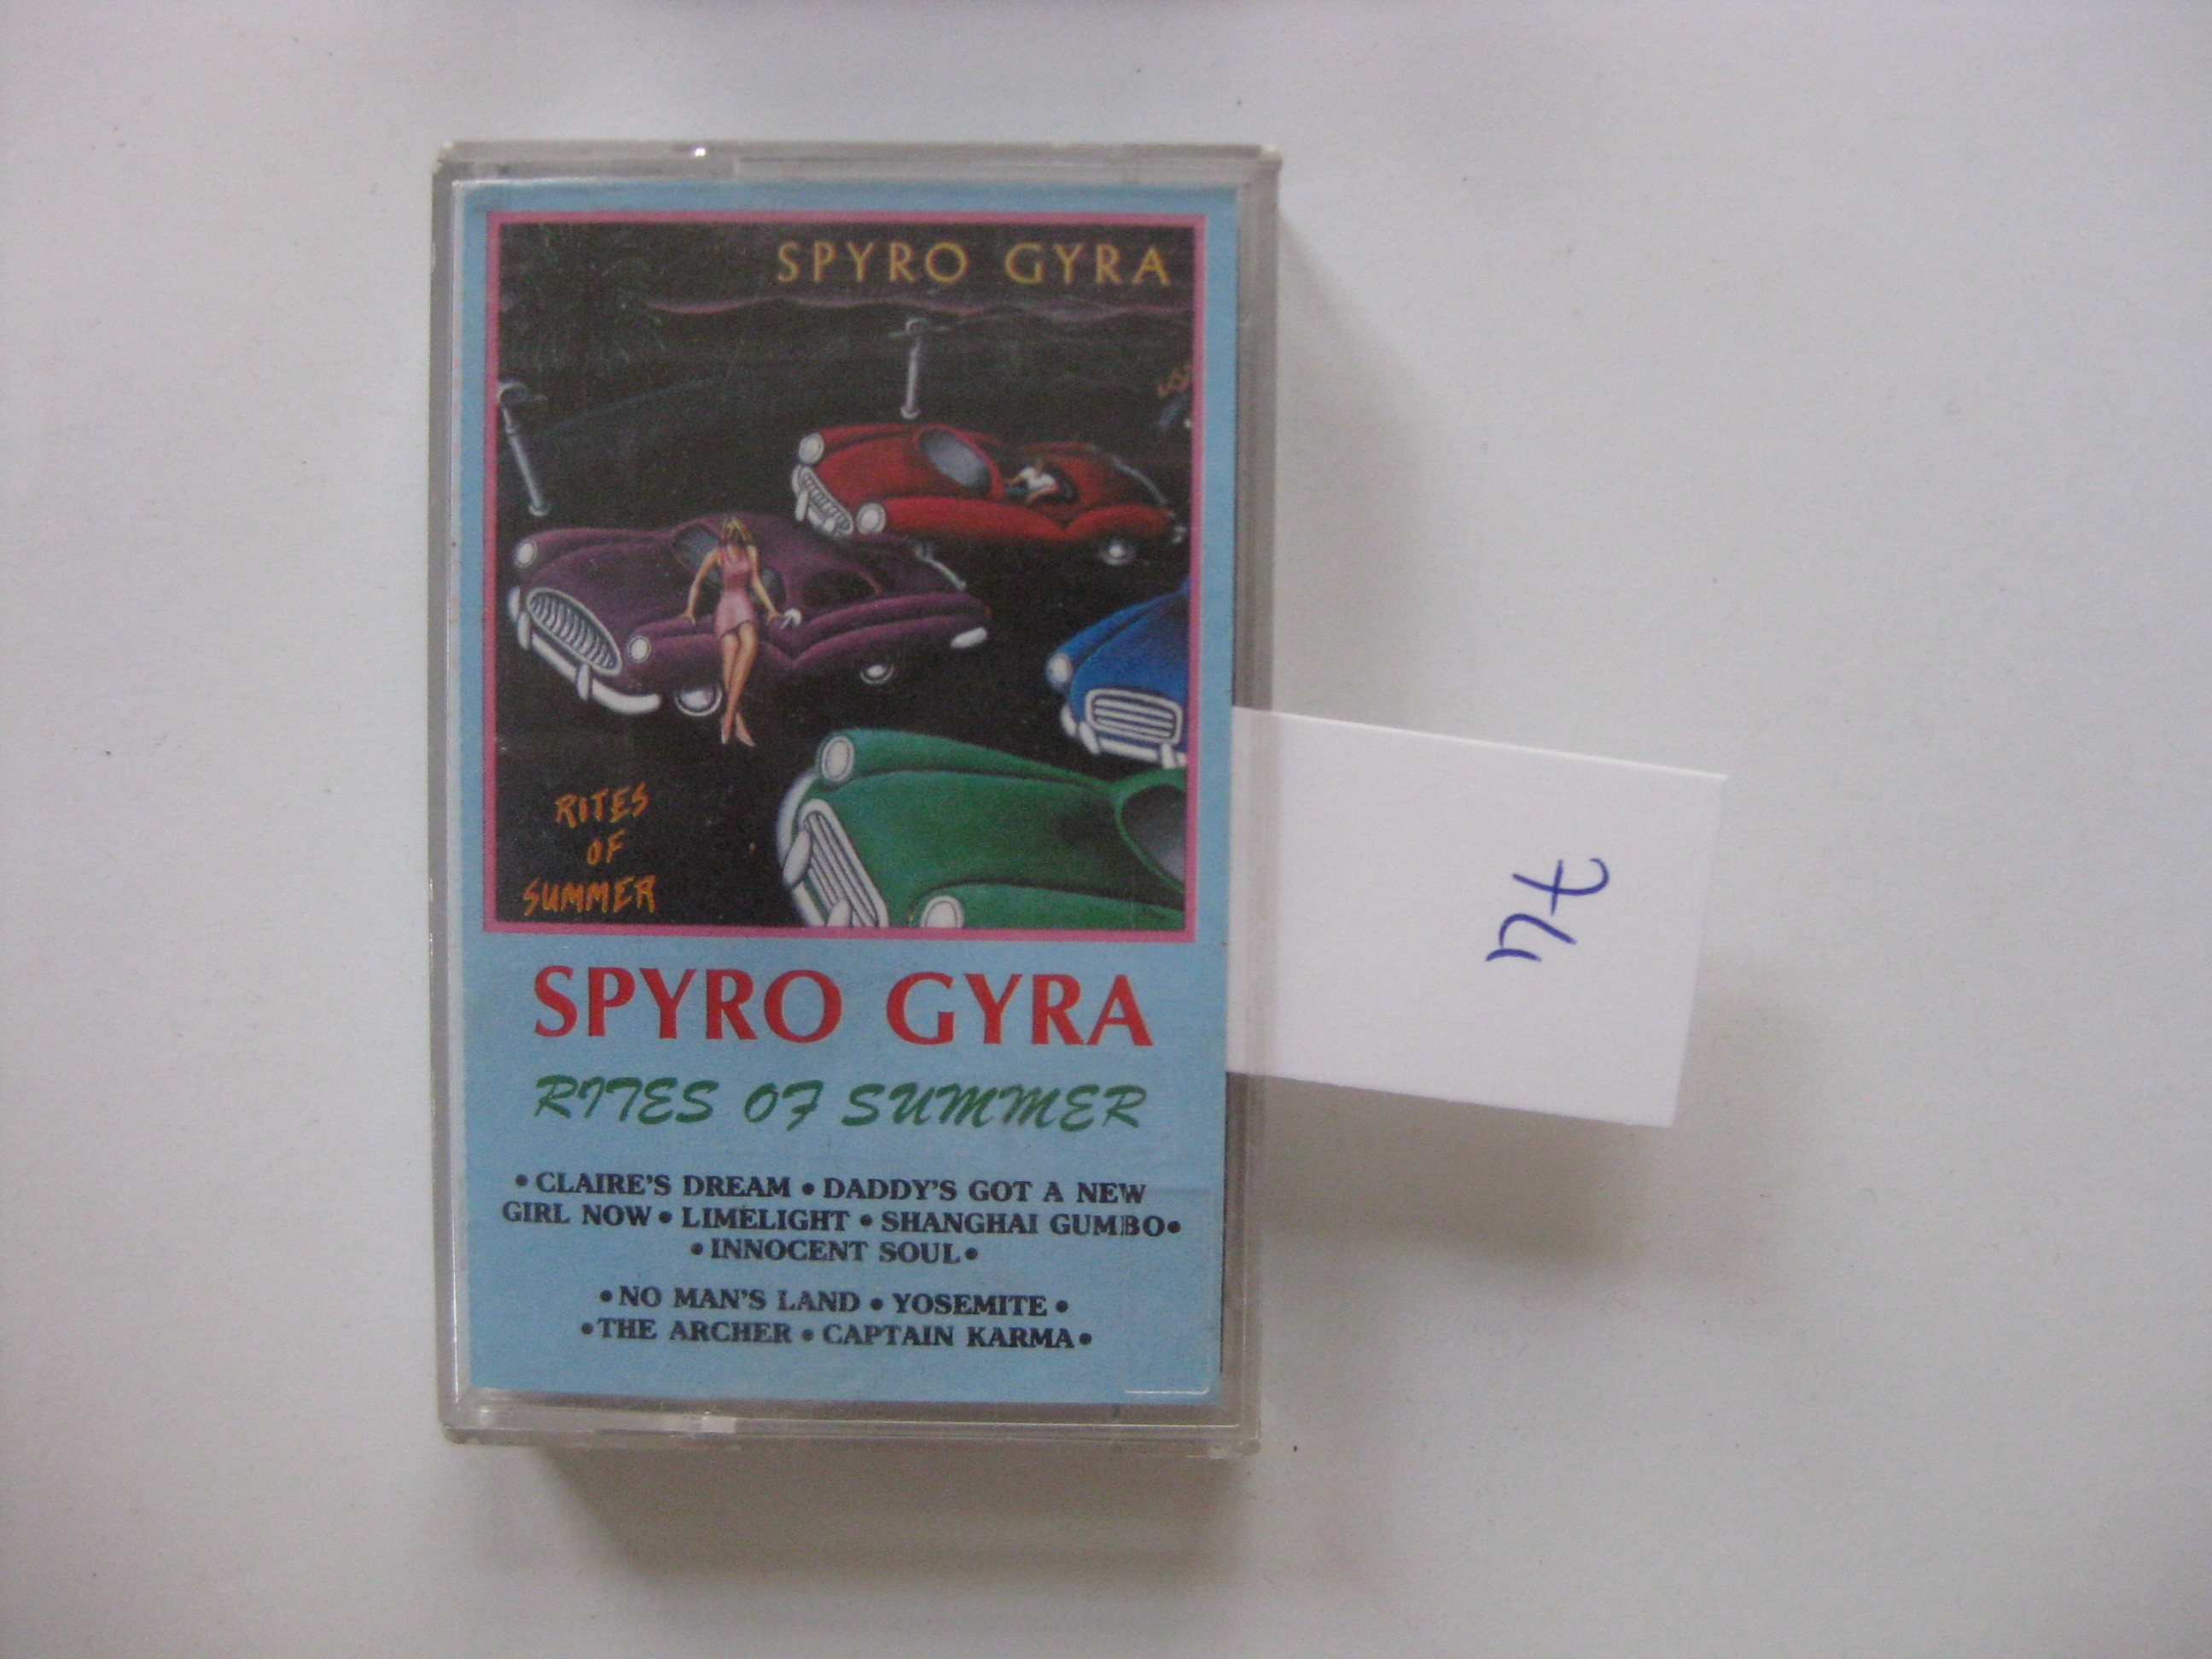 SPYRO GYRA
RITES
OF
SUMMER
SPYRO GYRA
RITES OF SUMMER
• CLAIRE'S DREAM • DADDY'S GOT A NEW
GIRL NOW • LIMELIGHT • SHANGHAI GUMBO•
• INNOCENT SOUL•
• NO MAN'S LAND • YOSEMITE •
•THE ARCHER • CAPTAIN KARMA•
74